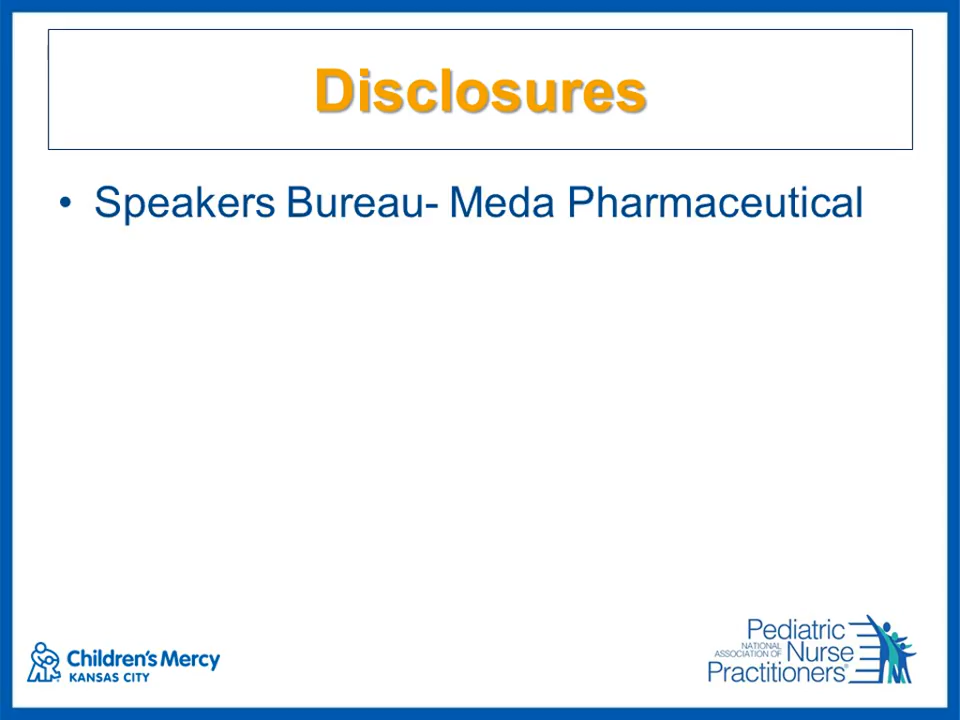 Disclosures
• Speakers Bureau- Meda Pharmaceutical
Children's Mercy
KANSAS CITY
Pediatric
NATIONAL
ASSOCIATION OF
Nurse
Practitioners®